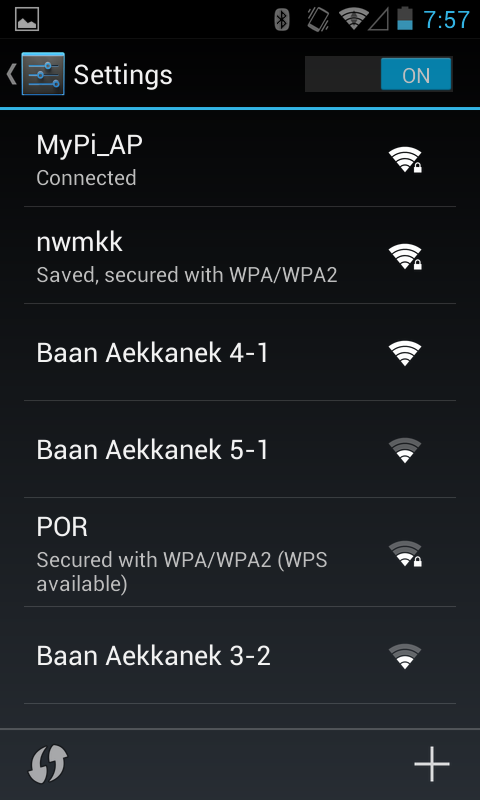 7:57
Settings
ON
MyPi_AP
Connected
nwmkk
Saved, secured with WPA/WPA2
Baan Aekkanek 4-1
Baan Aekkanek 5-1
POR
Secured with WPA/WPA2 (WPS
available)
Baan Aekkanek 3-2